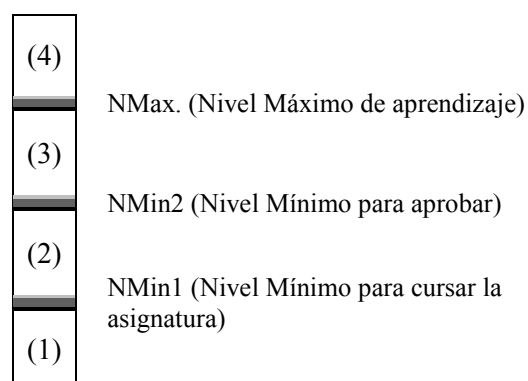 (4)
NMax. (Nivel Máximo de aprendizaje)
(3)
NMin2 (Nivel Mínimo para aprobar)
(2)
NMin1 (Nivel Mínimo para cursar la
asignatura)
(1)